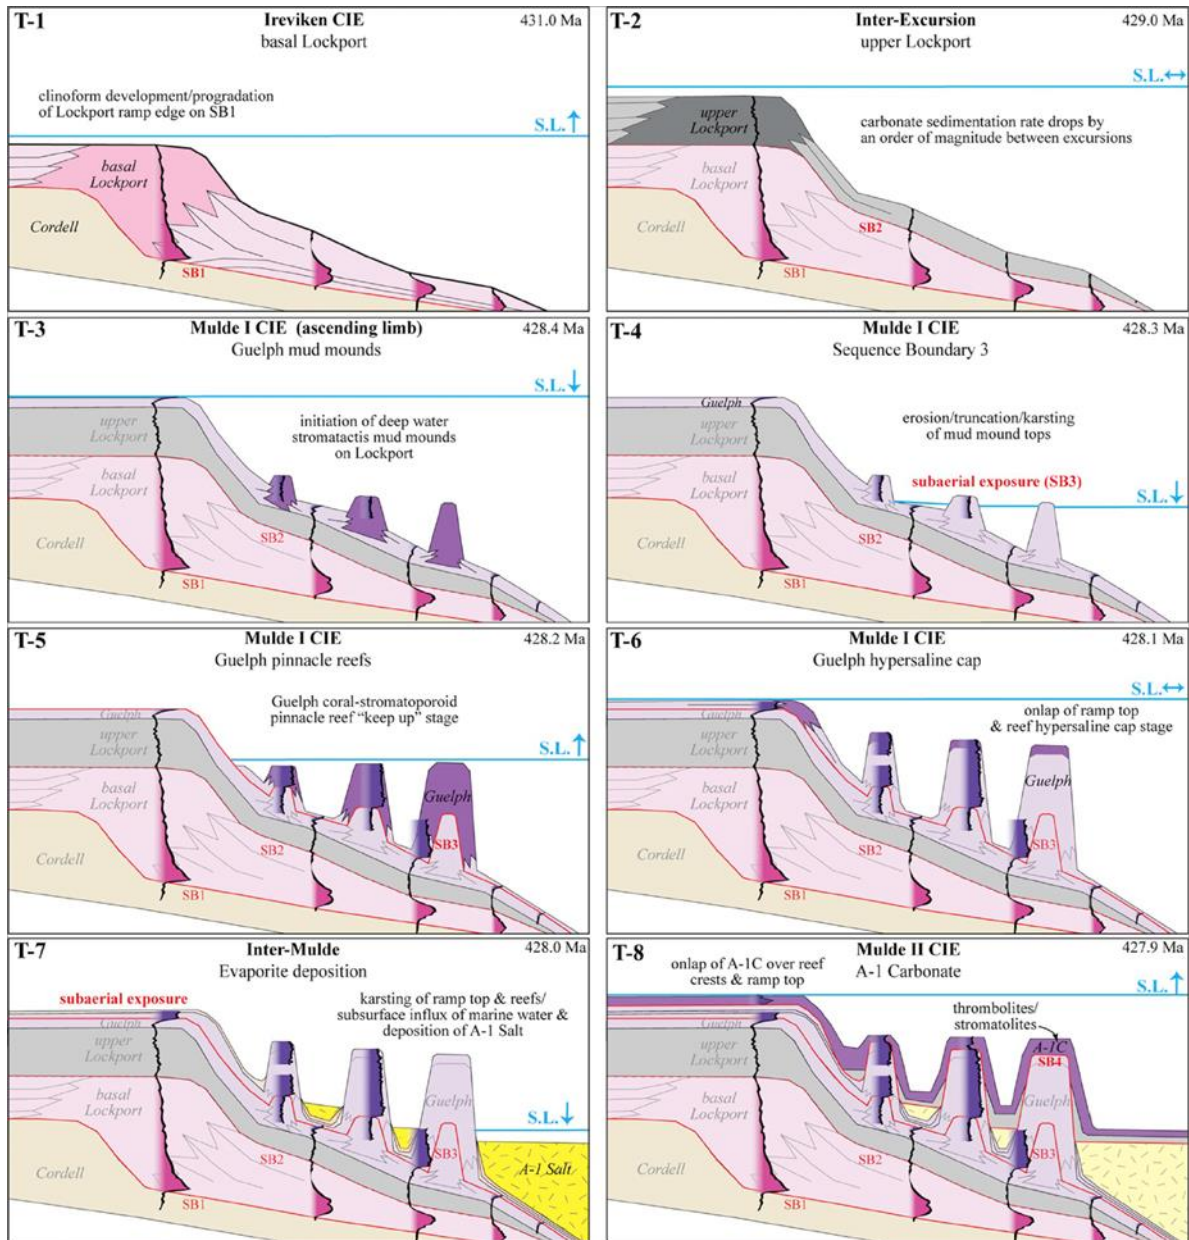 T-1
Ireviken CIE
431.0 Ma
basal Lockport
clinoform development/progradation
of Lockport ramp edge on SB1
S.L.↑
basal
Lockport
Cordell
SB1
T-2
Inter-Excursion
429.0 Ma
upper Lockport
S.L.↔
upper
Lockport
carbonate sedimentation rate drops by
an order of magnitude between excursions
basal
Lockport
SB2
Cordell
SB1
T-3
Mulde I CIE (ascending limb)
428.4 Ma
Guelph mud mounds
S.L.↓
initiation of deep water
stromatactis mud mounds
on Lockport
upper
Lockport
basal
Lockport
Cordell
SB2
SB1
T-4
Mulde I CIE
428.3 Ma
Sequence Boundary 3
S.L.↓
Guelph
erosion/truncation/karsting
of mud mound tops
subaerial exposure (SB3)
upper
Lockport
basal
Lockport
Cordell
SB2
SB1
T-5
Mulde I CIE
428.2 Ma
Guelph pinnacle reefs
Guelph coral-stromatoporoid
pinnacle reef "keep up" stage
S.L.↑
Guelph
upper
Lockport
Guelph
basal
Lockport
Cordell
SB2
SB3
SB1
T-6
Mulde I CIE
428.1 Ma
Guelph hypersaline cap
S.L.↔
onlap of ramp top
& reef hypersaline cap stage
Guelph
upper
Lockport
Guelph
basal
Lockport
Cordell
SB2
SB3
SB1
T-7
Inter-Mulde
428.0 Ma
Evaporite deposition
subaerial exposure
karsting of ramp top & reefs/
subsurface influx of marine water &
deposition of A-1 Salt
Guelph
upper
Lockport
Guelph
basal
Lockport
S.L.↓
Cordell
SB2
SB3
A-1 Salt
SB1
T-8
Mulde II CIE
427.9 Ma
A-1 Carbonate
onlap of A-1C over reef
crests & ramp top
S.L.↑
thrombolites/
stromatolites
Guelph
upper
Lockport
A-1C
SB4
Guelph
basal
Lockport
Cordell
SB2
SB3
SB1